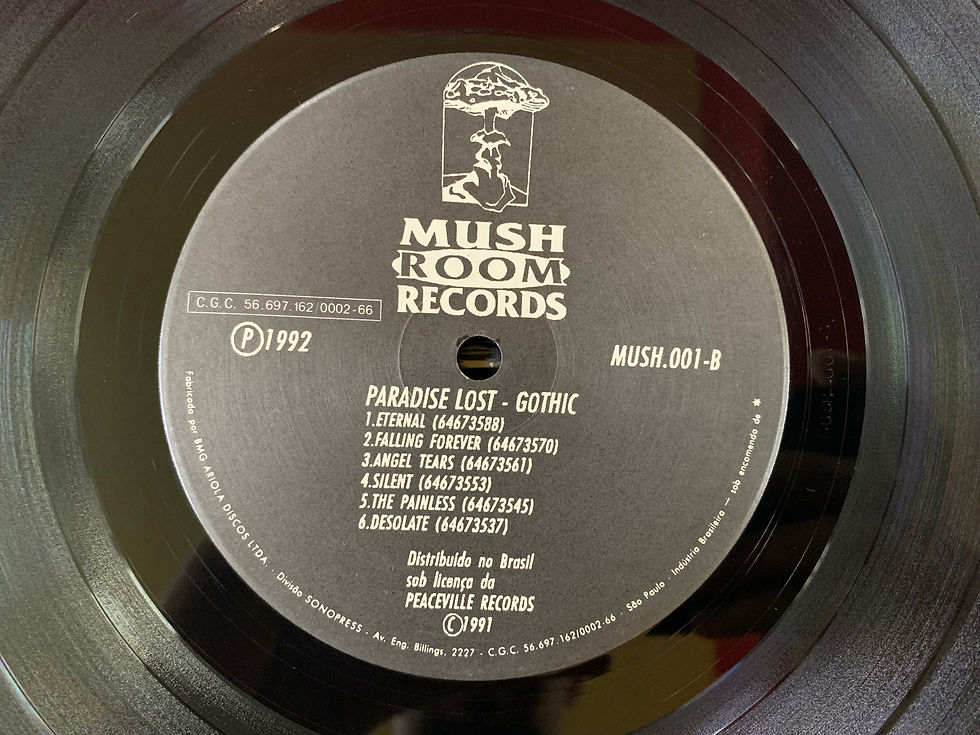 MUSH
ROOM
RECORDS
C.G.C. 56.697.162/0002-66
Ⓟ1992
MUSH.001-B
PARADISE LOST - GOTHIC
1.ETERNAL (64673588)
2.FALLING FOREVER (64673570)
3.ANGEL TEARS (64673561)
4.SILENT (64673553)
5.THE PAINLESS (64673545)
6.DESOLATE (64673537)
Distribuído no Brasil
sob licença da
PEACEVILLE RECORDS
©1991
Fabricado por BMG ARIOLA DISCOS LTDA. - Divisão SONOPRESS - Av. Eng. Billings, 2227 - C.G.C. 56.697.162/0002-66 - São Paulo - Indústria Brasileira - sob encomenda de *